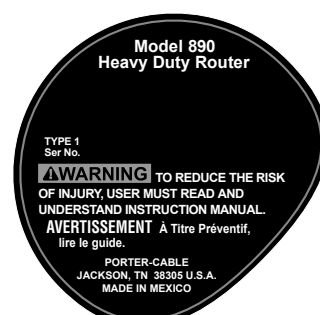 Model 890
Heavy Duty Router
TYPE 1
Ser No.
WARNING TO REDUCE THE RISK
OF INJURY, USER MUST READ AND
UNDERSTAND INSTRUCTION MANUAL.
AVERTISSEMENT À Titre Préventif,
lire le guide.
PORTER-CABLE
JACKSON, TN 38305 U.S.A.
MADE IN MEXICO